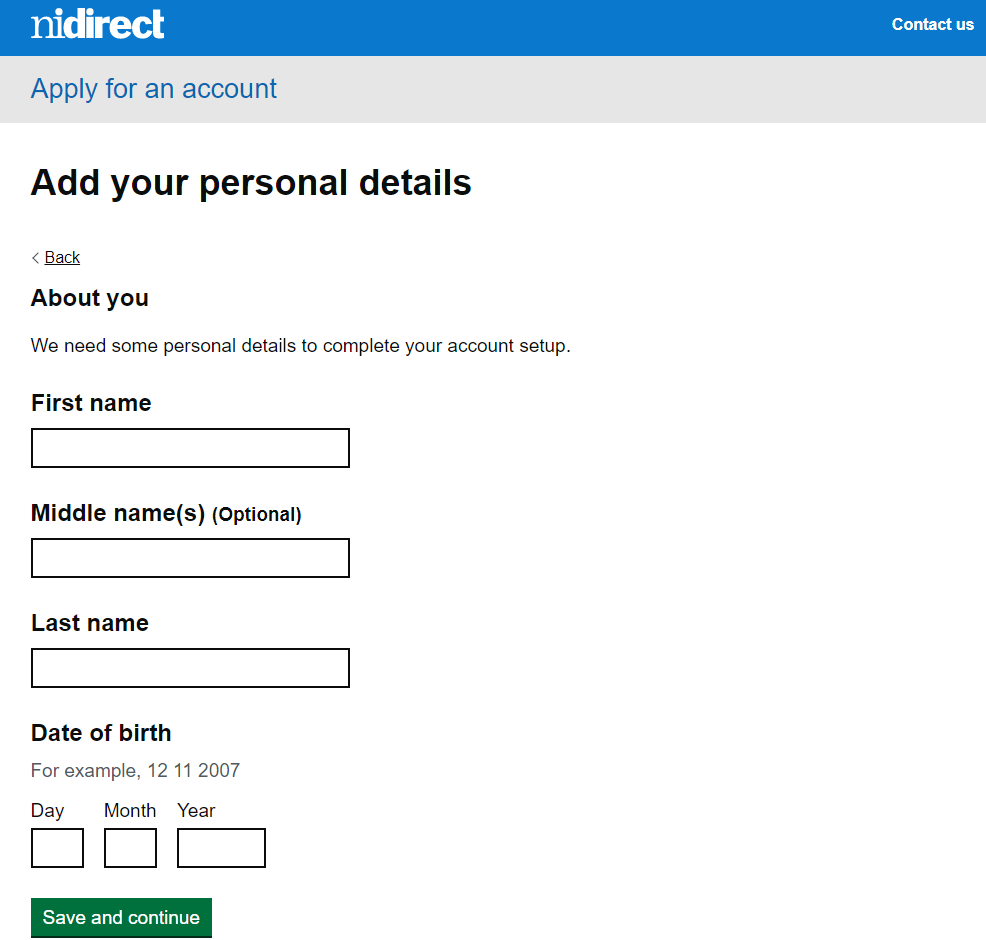 nidirect
Contact us
Apply for an account
Add your personal details
Back
About you
We need some personal details to complete your account setup.
First name
Middle name(s) (Optional)
Last name
Date of birth
For example, 12 11 2007
Day Month Year
Save and continue